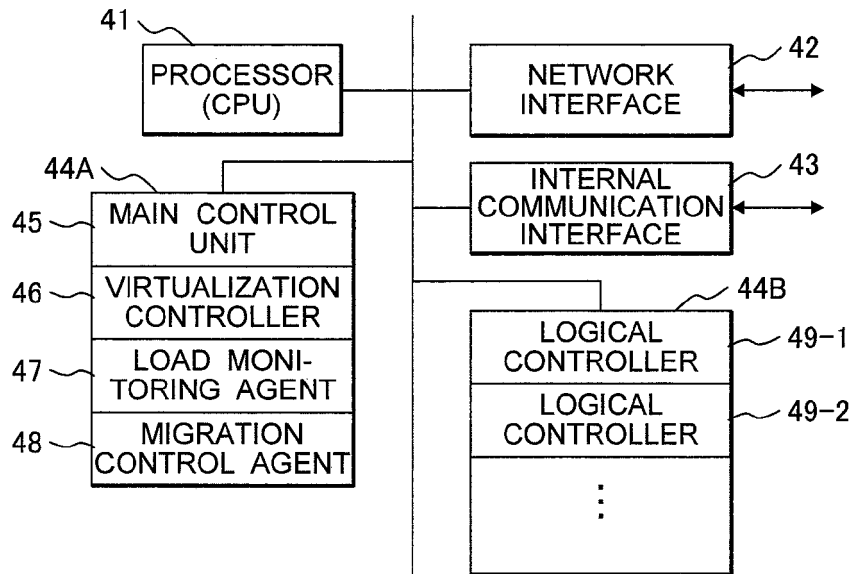 41
PROCESSOR
(CPU)
42
NETWORK
INTERFACE
43
INTERNAL
COMMUNICATION
INTERFACE
44A
45
MAIN CONTROL
UNIT
46
VIRTUALIZATION
CONTROLLER
47
LOAD MONI-
TORING AGENT
48
MIGRATION
CONTROL AGENT
44B
LOGICAL
CONTROLLER
49-1
LOGICAL
CONTROLLER
49-2